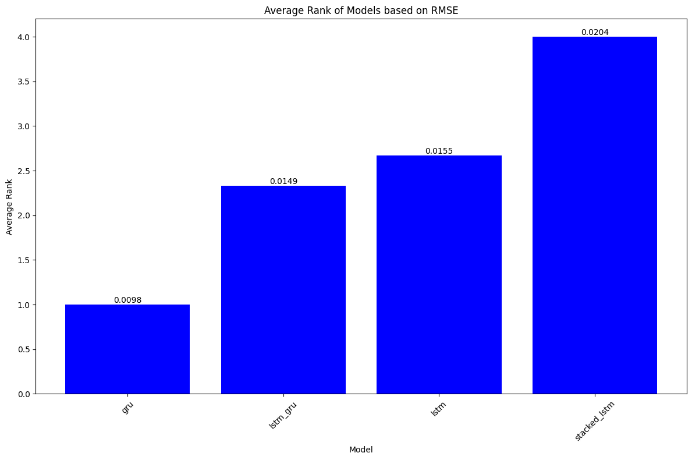 Average Rank of Models based on RMSE
Average Rank
4.0
3.5
3.0
2.5
2.0
1.5
1.0
0.5
0.0
0.0098
0.0149
0.0155
0.0204
gru
lstm_gru
lstm
stacked_lstm
Model